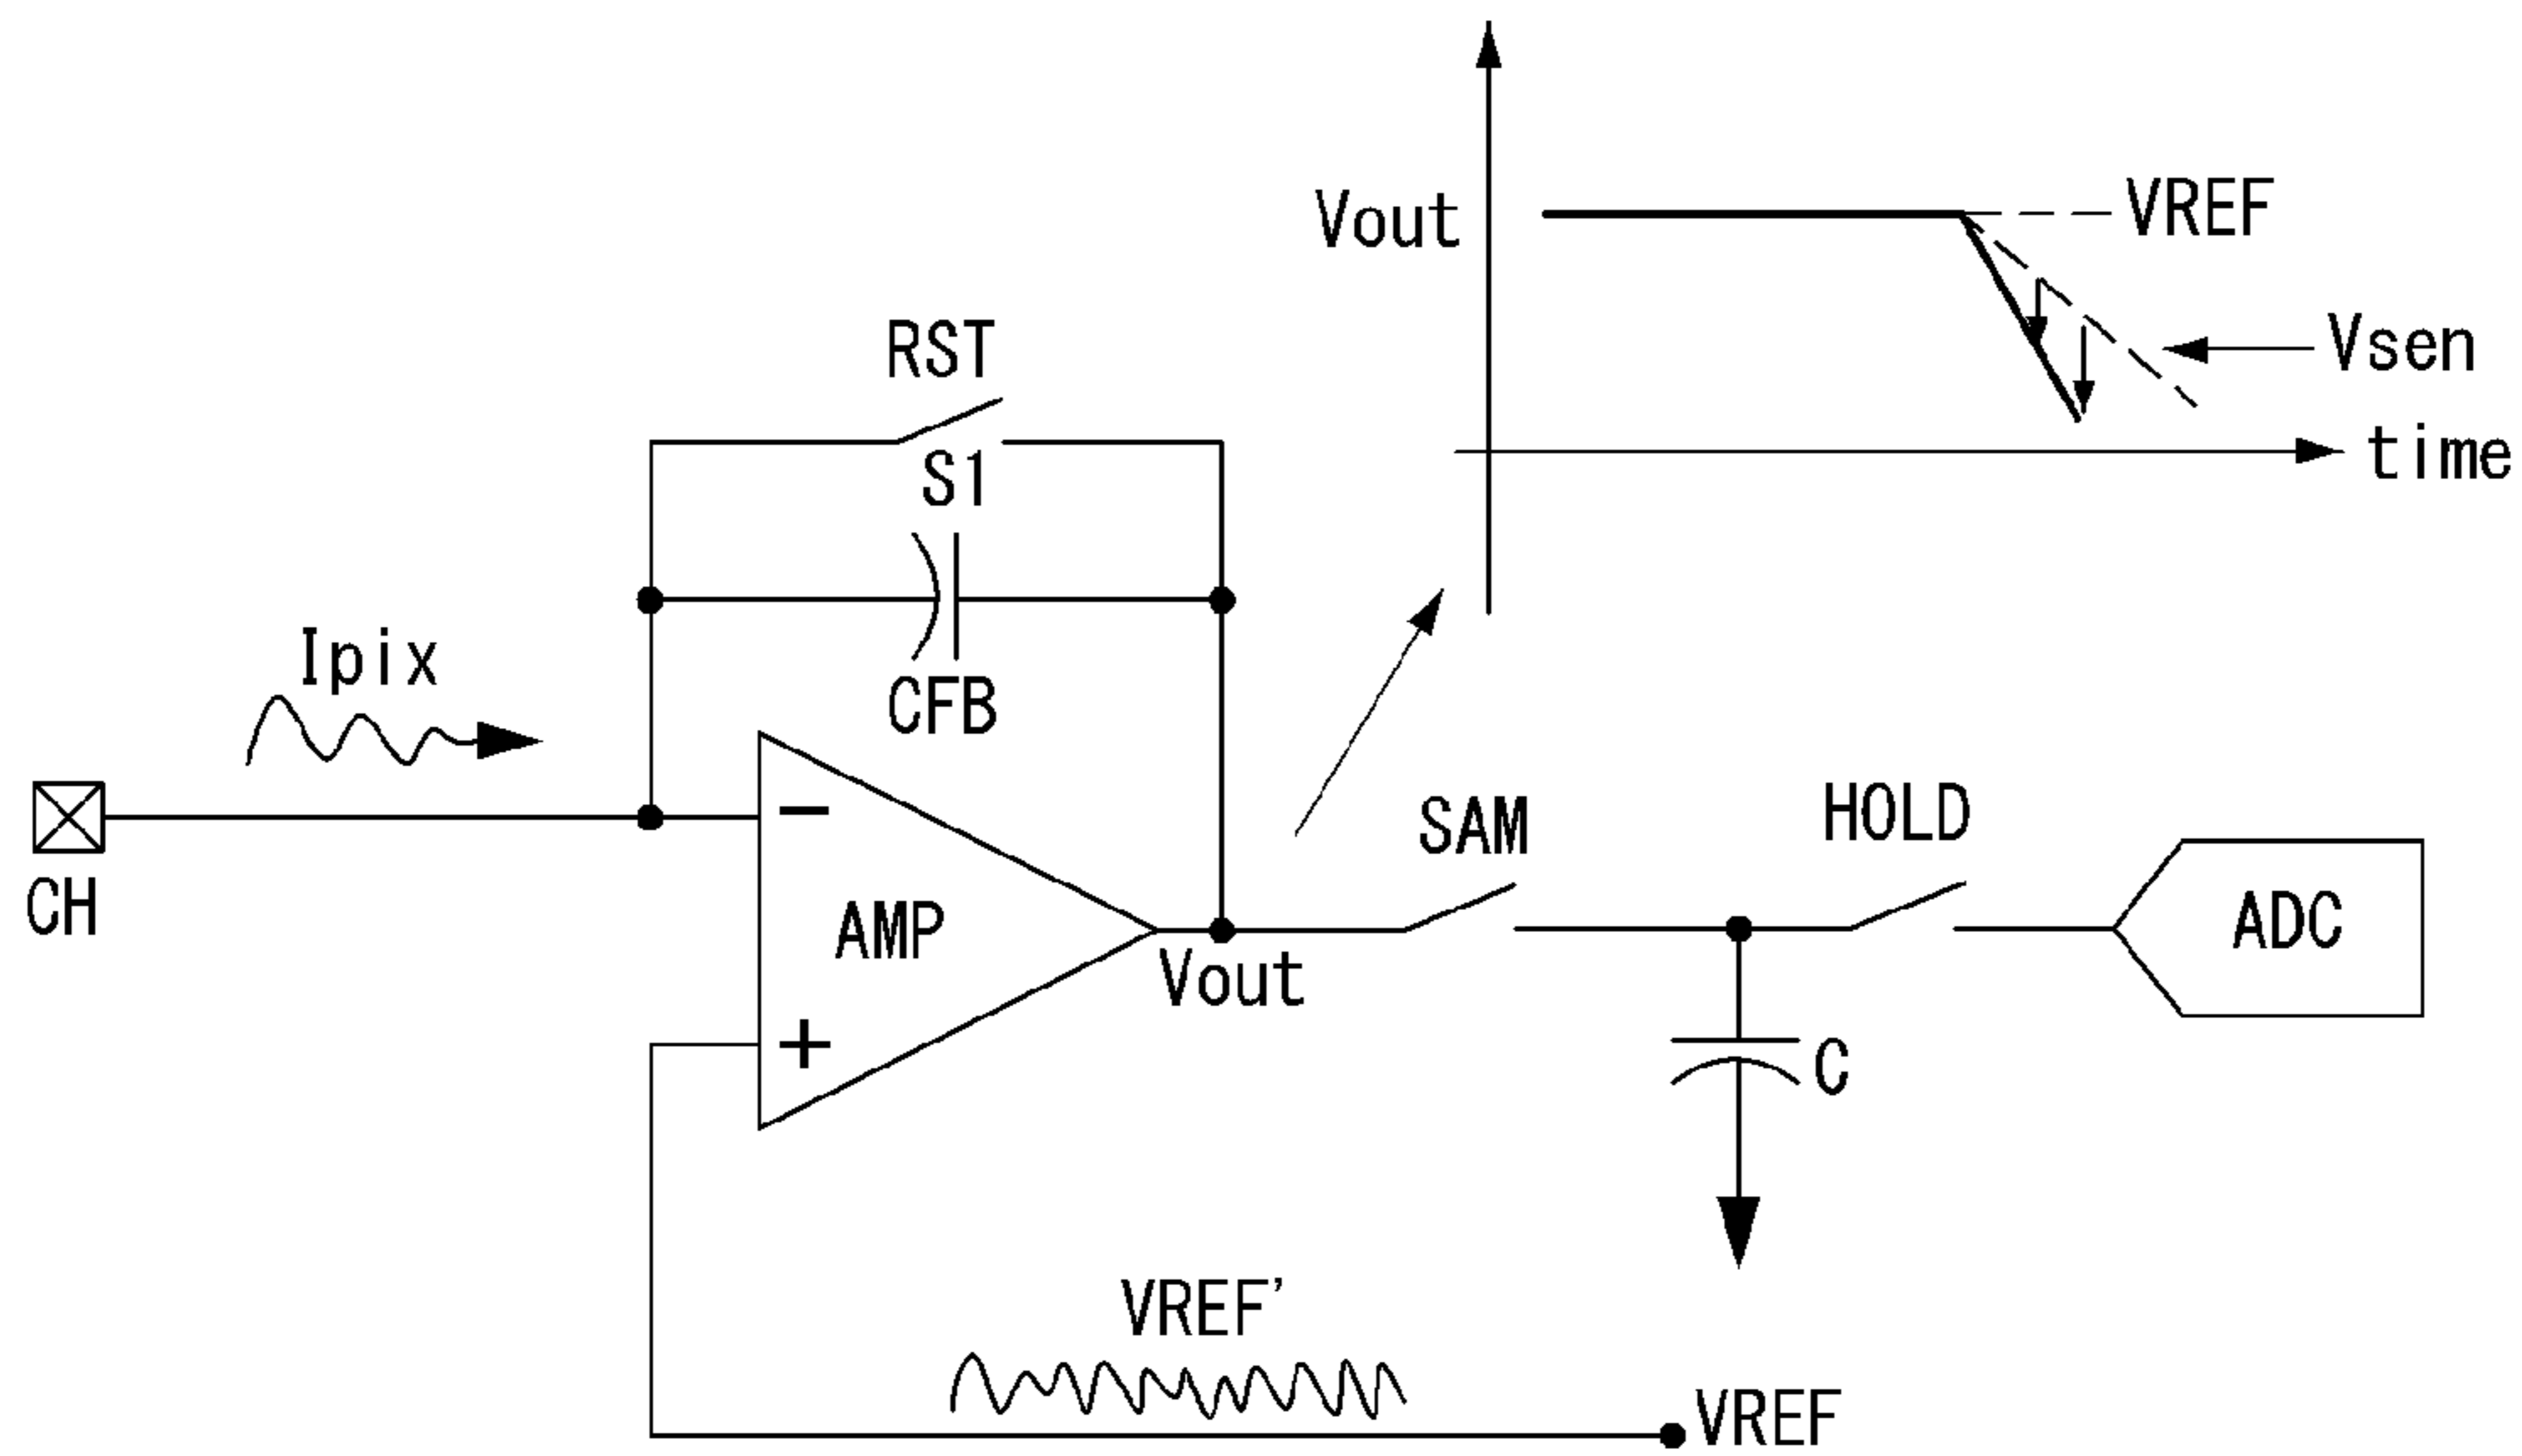 Vout
VREF
Vsen
time
RST
S1
CFB
Ipix
CH
−
AMP
+
Vout
SAM
HOLD
ADC
C
VREF'
VREF